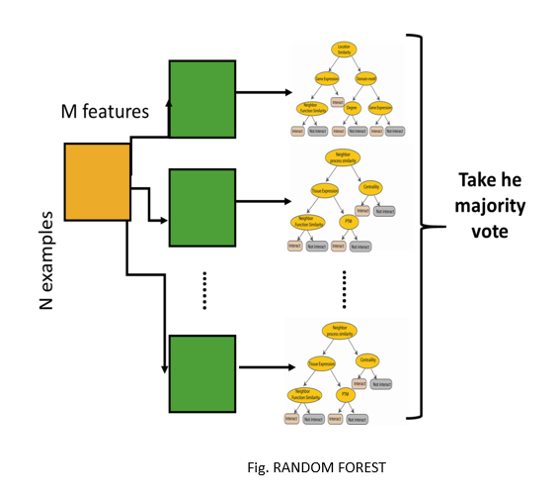 M features
N examples
Location
Similarity
Gene Expression
Domain-motif
Neighbor
Function Similarity
Interact
Degree
Gene Expression
Interact
Not Interact
Interact
Not Interact
Interact
Not Interact
Neighbor
process similarity
Tissue Expression
Centrality
Neighbor
Function Similarity
PTM
Interact
Not Interact
Interact
Not Interact
Interact
Not Interact
Neighbor
process similarity
Tissue Expression
Centrality
Neighbor
Function Similarity
PTM
Interact
Not Interact
Interact
Not Interact
Interact
Not Interact
Take he
majority
vote
Fig. RANDOM FOREST